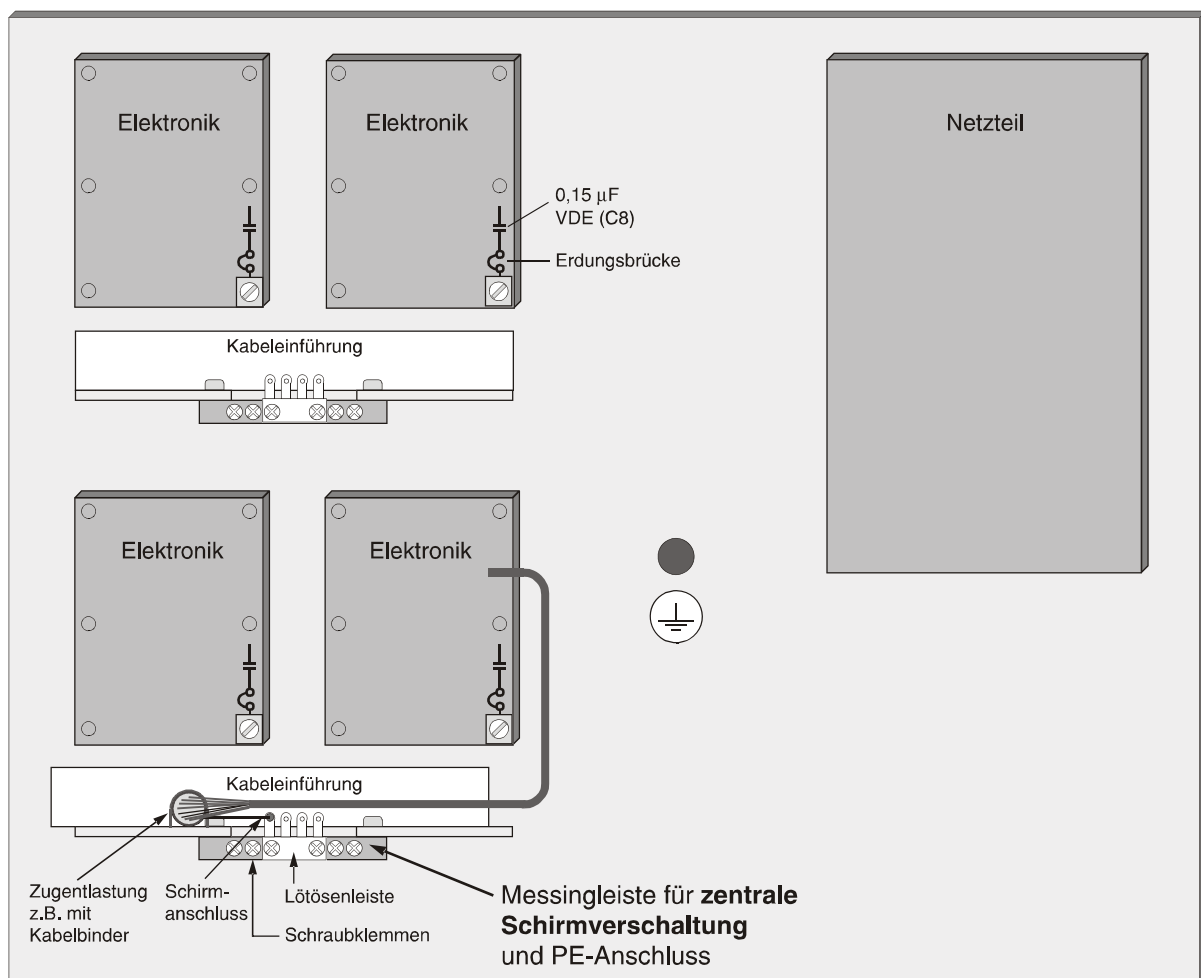 Elektronik
Elektronik
Netzteil
0,15 µF
VDE (C8)
Erdungsbrücke
Kabeleinführung
Elektronik
Elektronik
Kabeleinführung
Zugentlastung
z.B. mit
Kabelbinder
Schirm-
anschluss
Lötösenleiste
Schraubklemmen
Messingleiste für zentrale
Schirmverschaltung
und PE-Anschluss